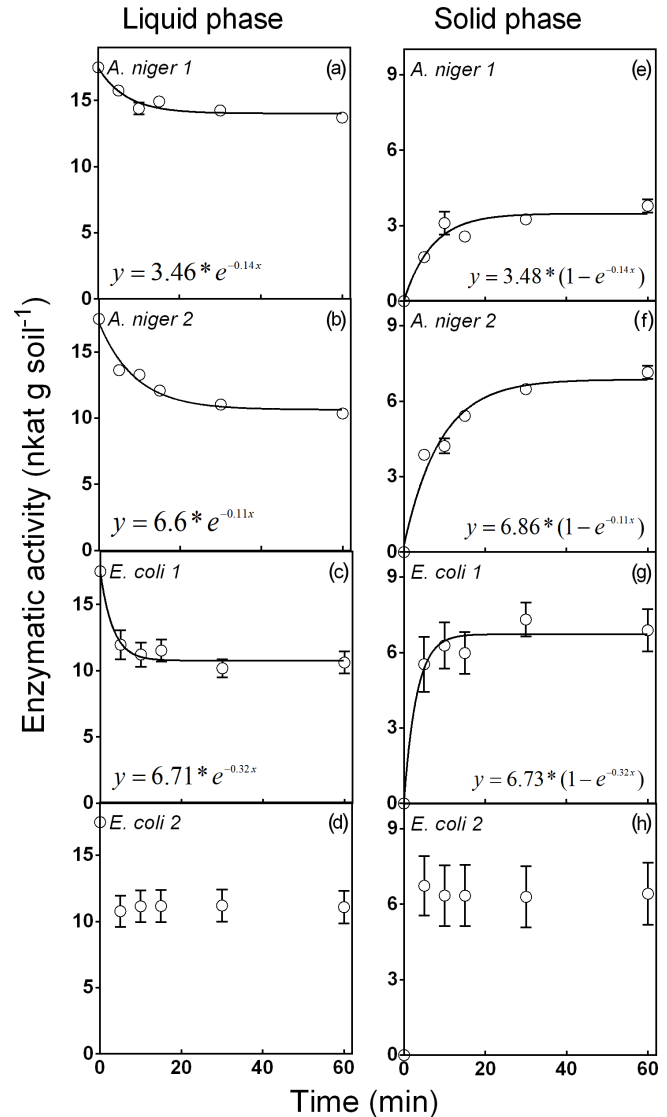 Liquid phase Solid phase
Enzymatic activity (nkat g soil⁻¹)
A. niger 1 (a)
15
10
5
0
y = 3.46 * e^{-0.14x}
A. niger 1 (e)
9
6
3
0
y = 3.48 * (1 − e^{-0.14x})
A. niger 2 (b)
15
10
5
0
y = 6.6 * e^{-0.11x}
A. niger 2 (f)
9
6
3
0
y = 6.86 * (1 − e^{-0.11x})
E. coli 1 (c)
15
10
5
0
y = 6.71 * e^{-0.32x}
E. coli 1 (g)
9
6
3
0
y = 6.73 * (1 − e^{-0.32x})
E. coli 2 (d)
15
10
5
0
0 20 40 60
E. coli 2 (h)
9
6
3
0
0 20 40 60
Time (min)